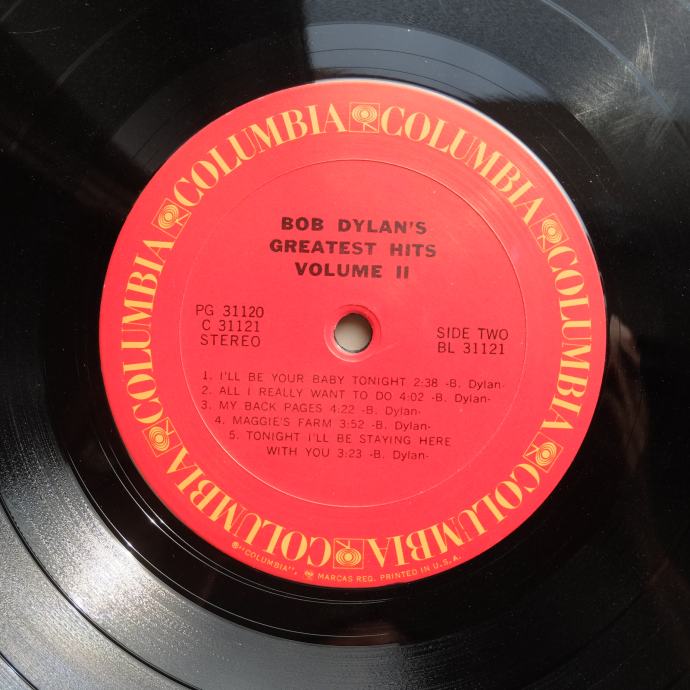 COLUMBIA COLUMBIA COLUMBIA COLUMBIA COLUMBIA COLUMBIA COLUMBIA
BOB DYLAN'S
GREATEST HITS
VOLUME II
PG 31120
C 31121
STEREO
SIDE TWO
BL 31121
1. I'LL BE YOUR BABY TONIGHT 2:38 -B. Dylan-
2. ALL I REALLY WANT TO DO 4:02 -B. Dylan-
3. MY BACK PAGES 4:22 -B. Dylan-
4. MAGGIE'S FARM 3:52 -B. Dylan-
5. TONIGHT I'LL BE STAYING HERE
WITH YOU 3:23 -B. Dylan-
®"COLUMBIA", MARCAS REG. PRINTED IN U.S.A.